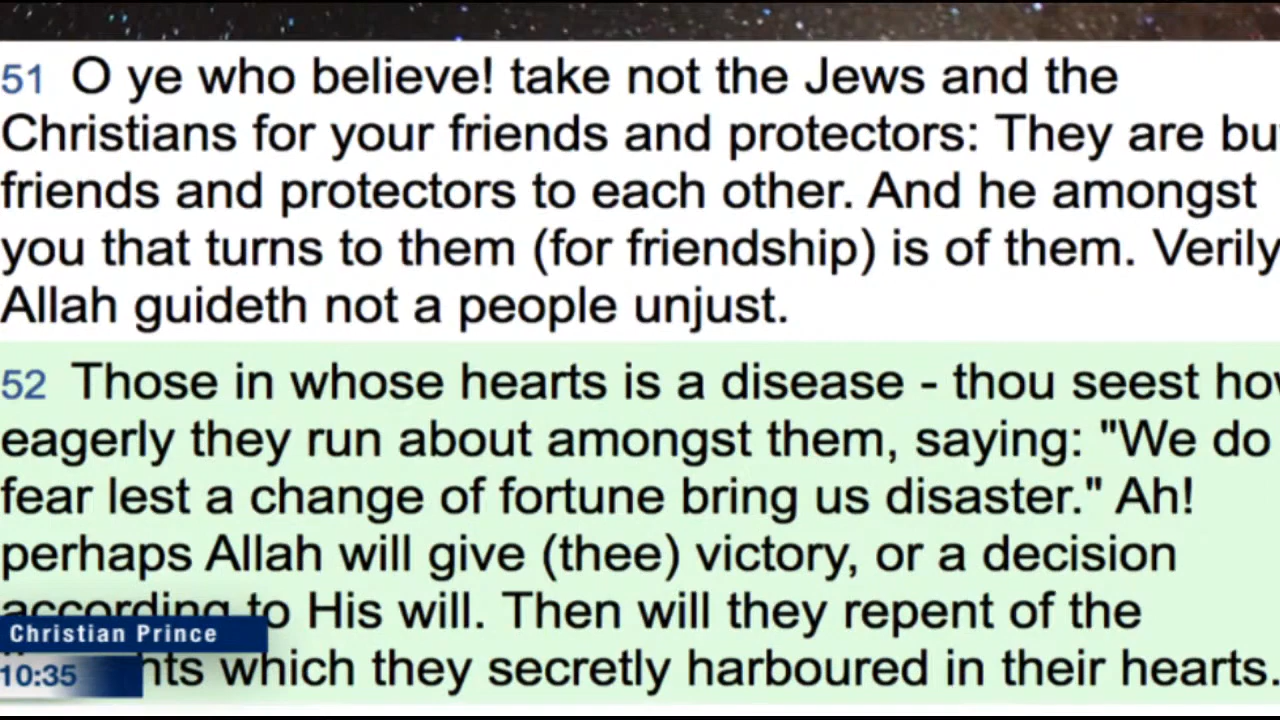 51 O ye who believe! take not the Jews and the
Christians for your friends and protectors: They are bu
friends and protectors to each other. And he amongst
you that turns to them (for friendship) is of them. Verily
Allah guideth not a people unjust.
52 Those in whose hearts is a disease - thou seest how
eagerly they run about amongst them, saying: "We do
fear lest a change of fortune bring us disaster." Ah!
perhaps Allah will give (thee) victory, or a decision
according to His will. Then will they repent of the
hts which they secretly harboured in their hearts.
Christian Prince
10:35